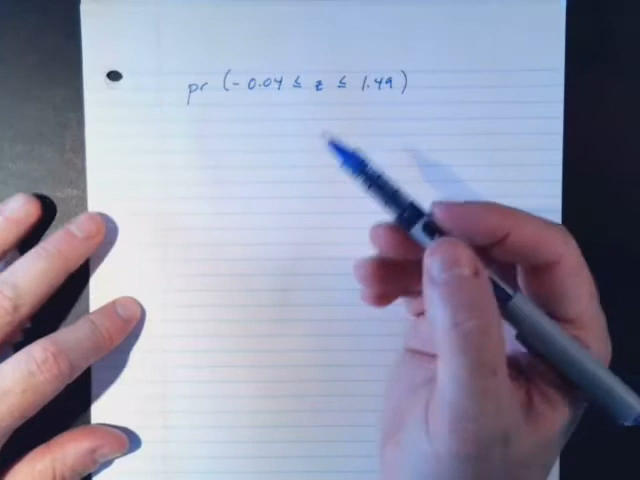 pr (- 0.04 ≤ z ≤ 1.49)